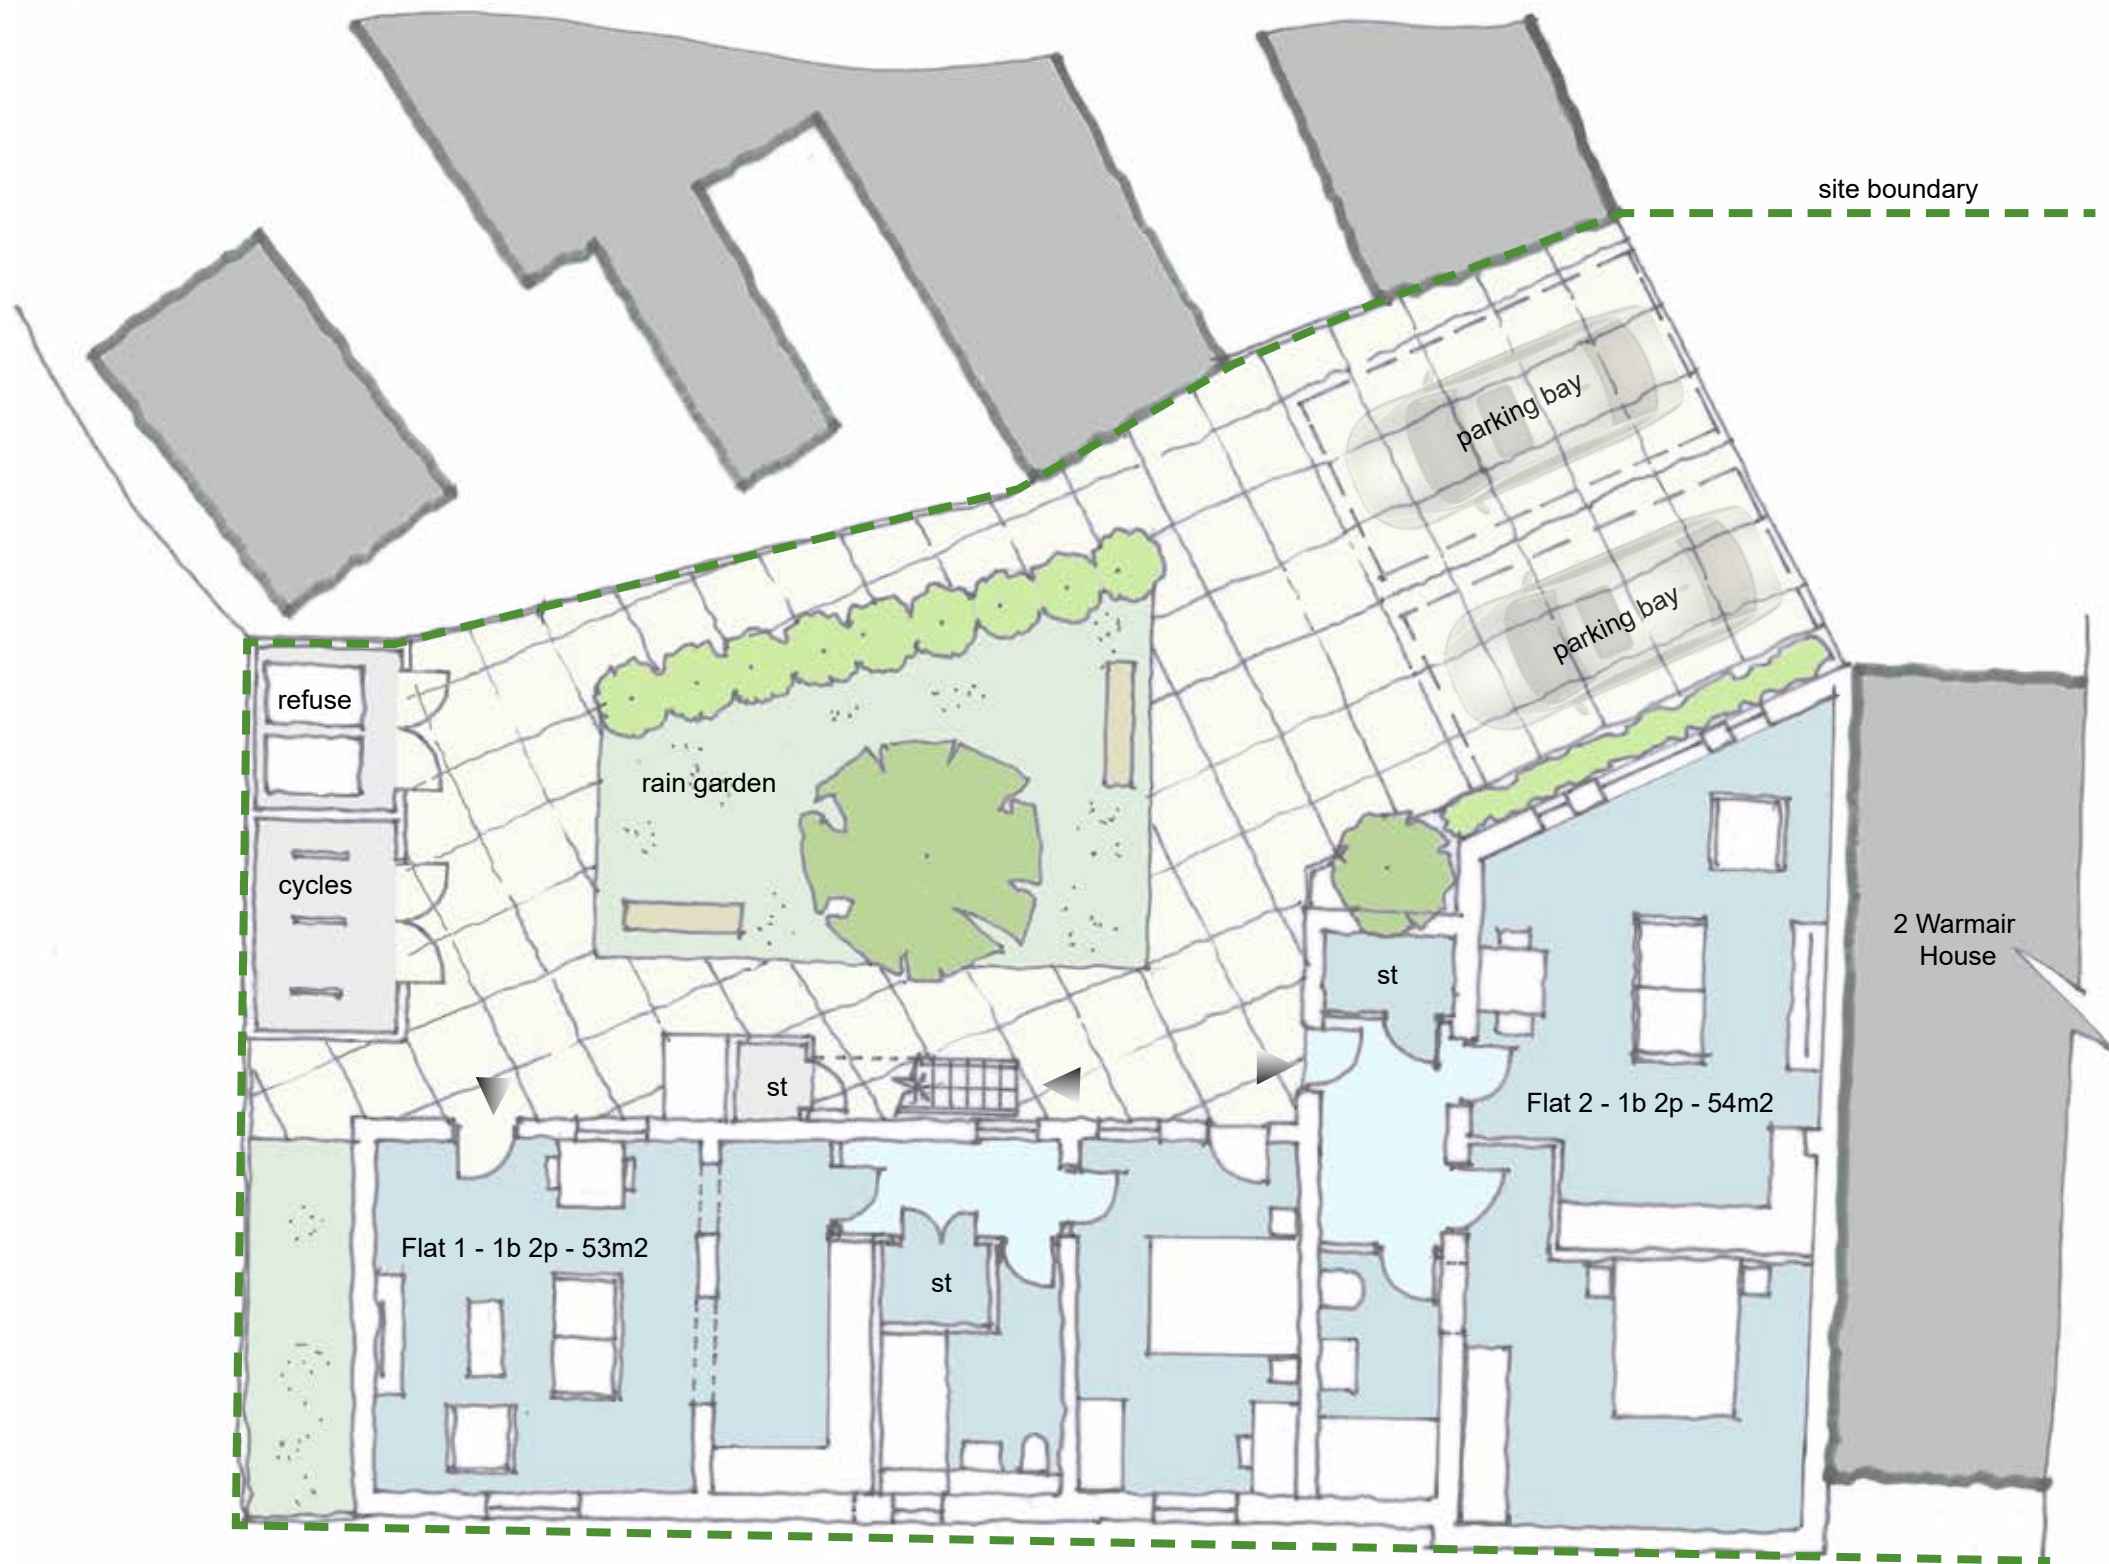 site boundary
parking bay
parking bay
refuse
rain garden
cycles
2 Warmair
House
st
st
Flat 2 - 1b 2p - 54m2
Flat 1 - 1b 2p - 53m2
st